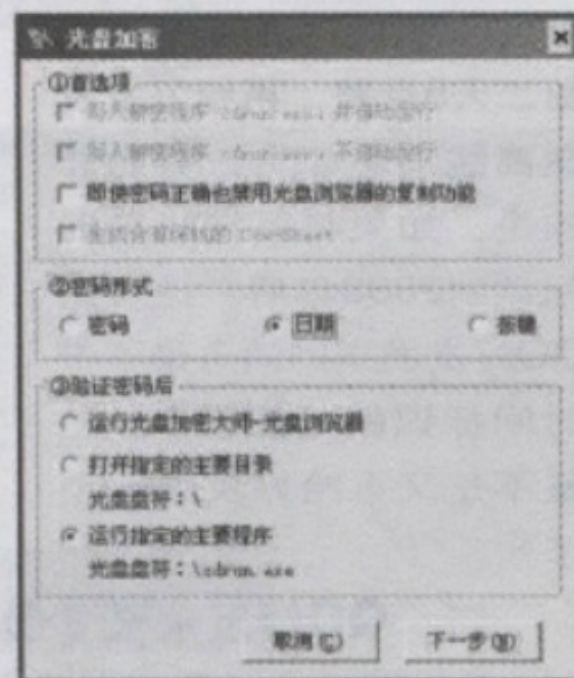 光盘加密
①首选项
即使密码正确也禁用光盘浏览器的复制功能
②密码形式
密码 日期 按键
③验证密码后
运行光盘加密大师-光盘浏览器
打开指定的主要目录
光盘盘符：\
运行指定的主要程序
光盘盘符：\cdrun.exe
取消(C) 下一步(N)